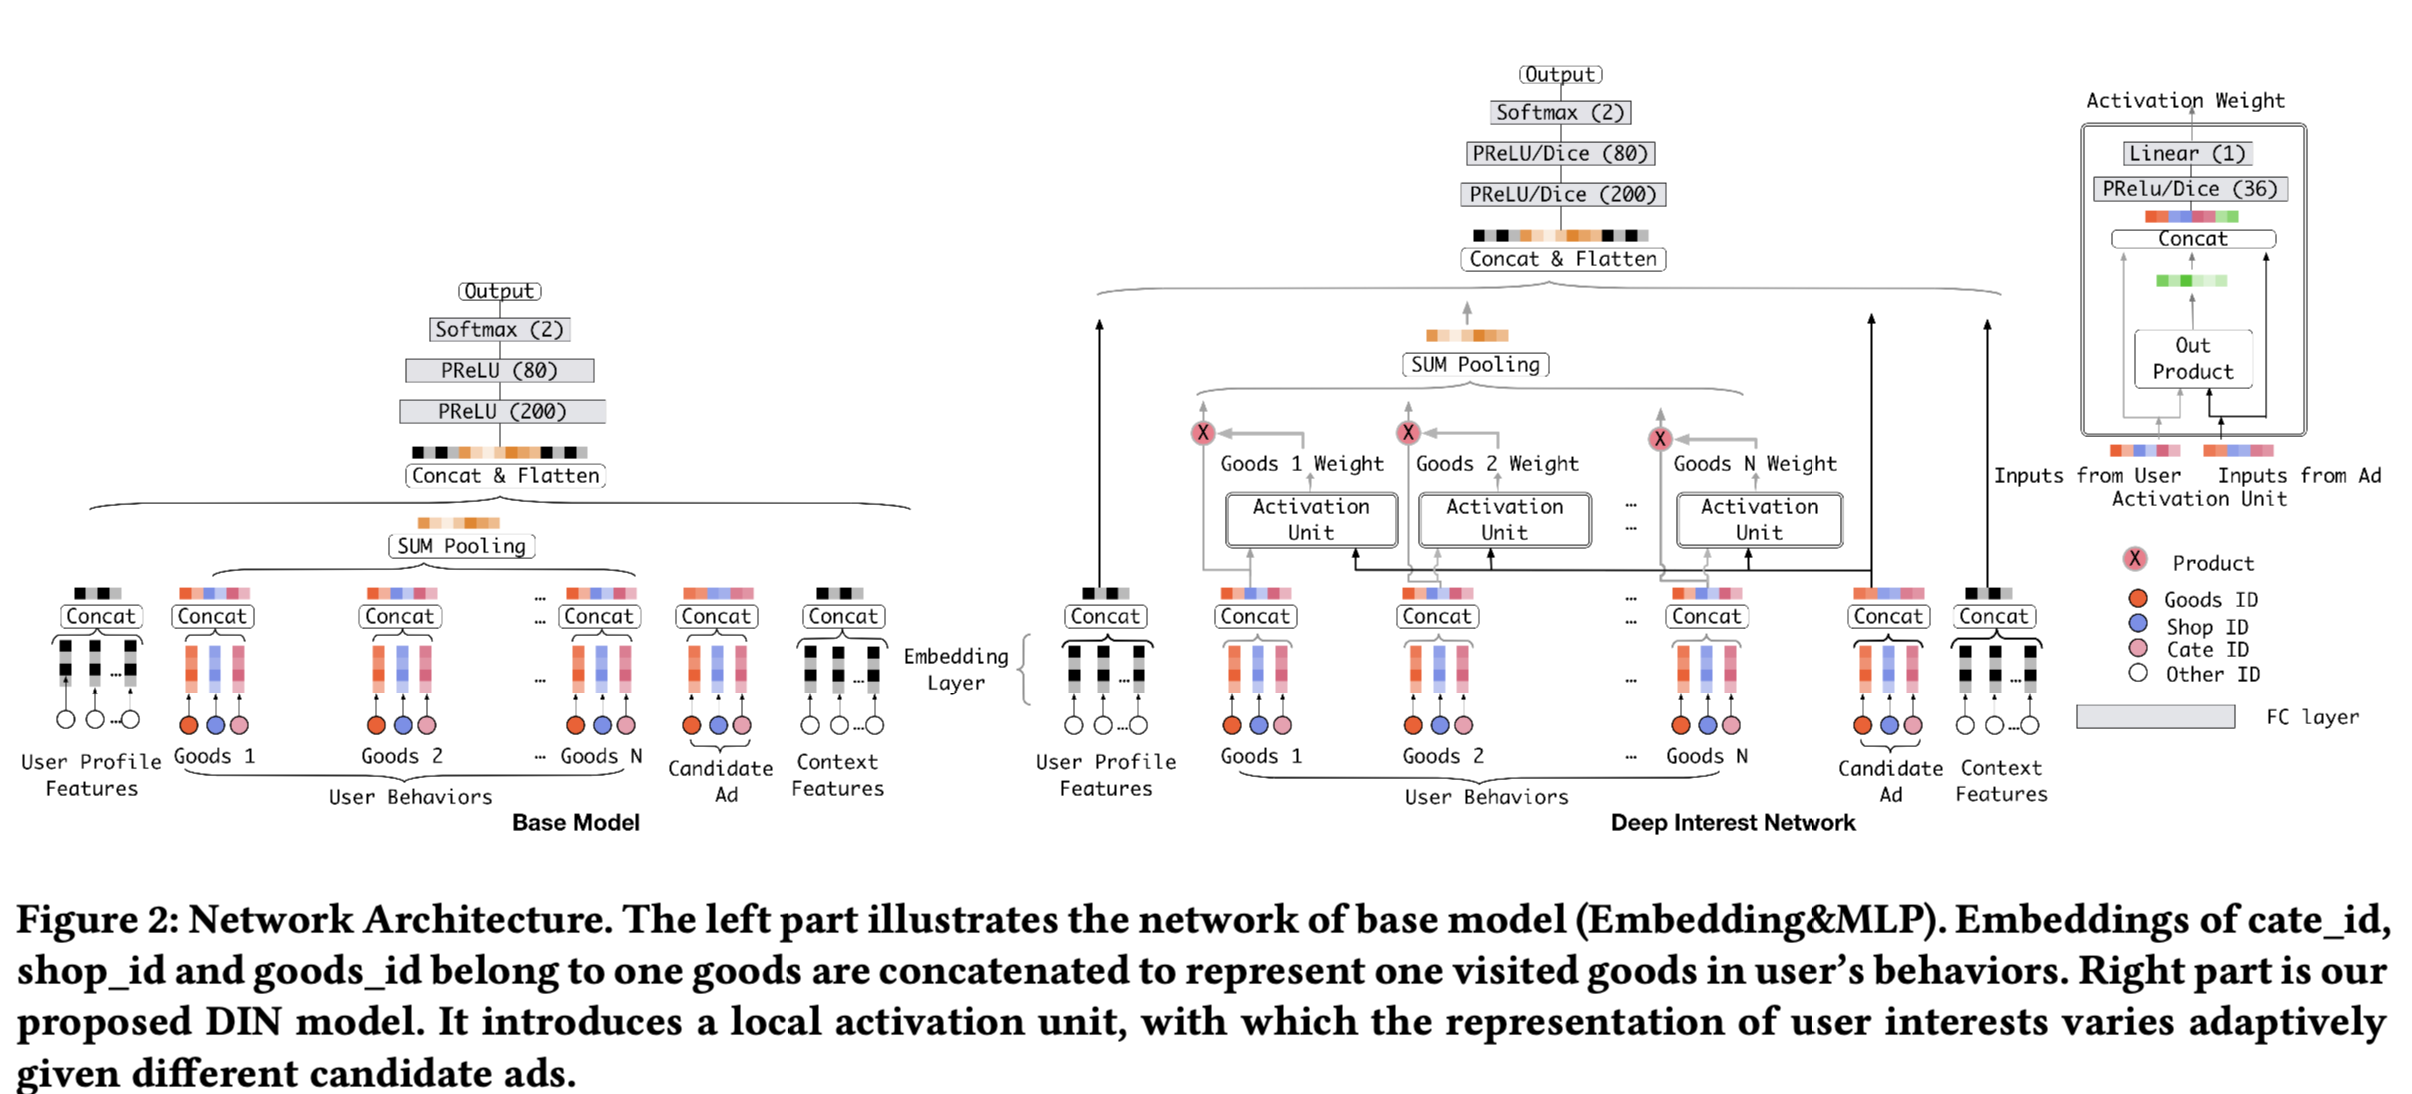 Output
Softmax (2)
PReLU (80)
PReLU (200)
Concat & Flatten
SUM Pooling
Concat Concat Concat ... Concat Concat Concat
...
...
User Profile Features
Goods 1 Goods 2 ... Goods N
User Behaviors
Candidate Ad
Context Features
Base Model
Embedding Layer
Output
Softmax (2)
PReLU/Dice (80)
PReLU/Dice (200)
Concat & Flatten
SUM Pooling
X X X
Goods 1 Weight Goods 2 Weight Goods N Weight
Activation Unit Activation Unit ... Activation Unit
Concat Concat Concat ... Concat Concat Concat
...
...
User Profile Features
Goods 1 Goods 2 ... Goods N
User Behaviors
Candidate Ad
Context Features
Deep Interest Network
Activation Weight
Linear (1)
PRelu/Dice (36)
Concat
Out Product
Inputs from User Inputs from Ad
Activation Unit
X Product
Goods ID
Shop ID
Cate ID
Other ID
FC layer
Figure 2: Network Architecture. The left part illustrates the network of base model (Embedding&MLP). Embeddings of cate_id,
shop_id and goods_id belong to one goods are concatenated to represent one visited goods in user’s behaviors. Right part is our
proposed DIN model. It introduces a local activation unit, with which the representation of user interests varies adaptively
given different candidate ads.